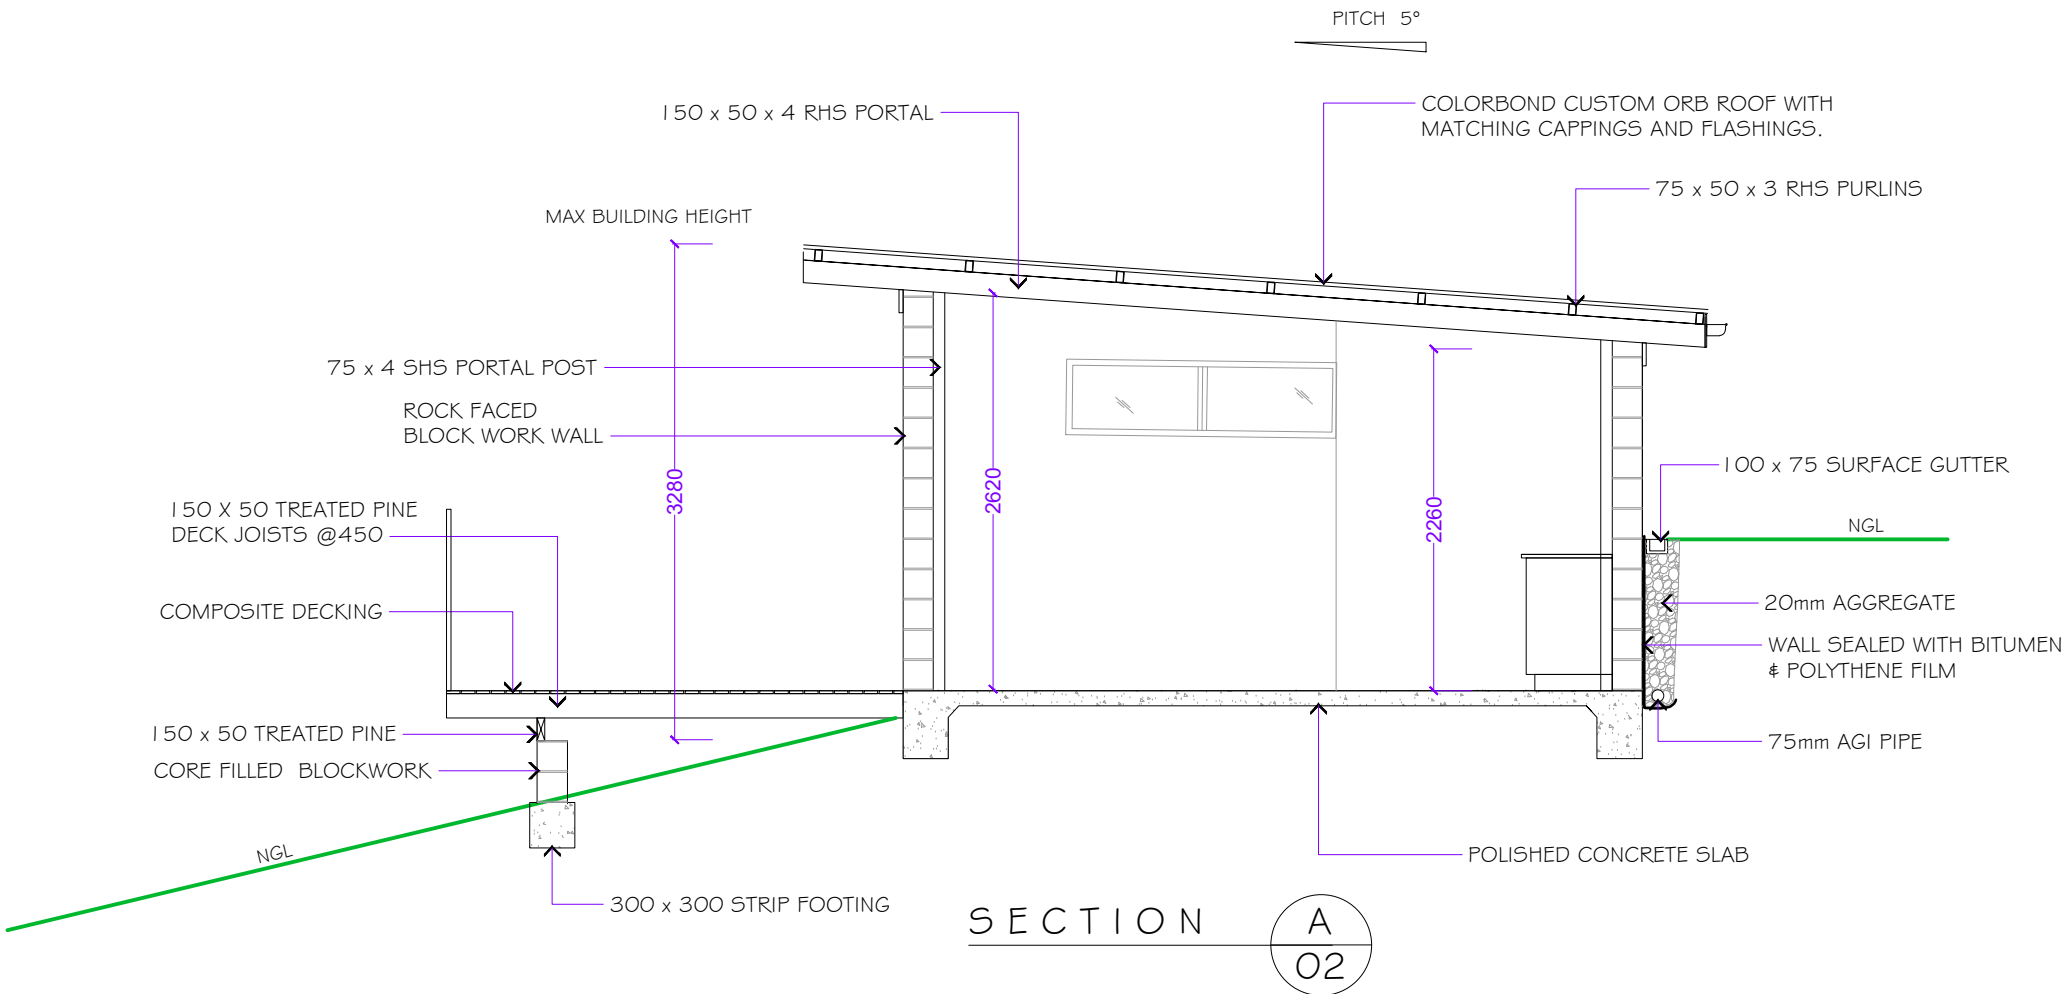 PITCH 5°
150 x 50 x 4 RHS PORTAL
COLORBOND CUSTOM ORB ROOF WITH
MATCHING CAPPINGS AND FLASHINGS.
75 x 50 x 3 RHS PURLINS
MAX BUILDING HEIGHT
75 x 4 SHS PORTAL POST
ROCK FACED
BLOCK WORK WALL
3280
2620
2260
100 x 75 SURFACE GUTTER
150 X 50 TREATED PINE
DECK JOISTS @450
NGL
COMPOSITE DECKING
20mm AGGREGATE
WALL SEALED WITH BITUMEN
& POLYTHENE FILM
150 x 50 TREATED PINE
CORE FILLED BLOCKWORK
75mm AGI PIPE
NGL
POLISHED CONCRETE SLAB
300 x 300 STRIP FOOTING
SECTION
A
02